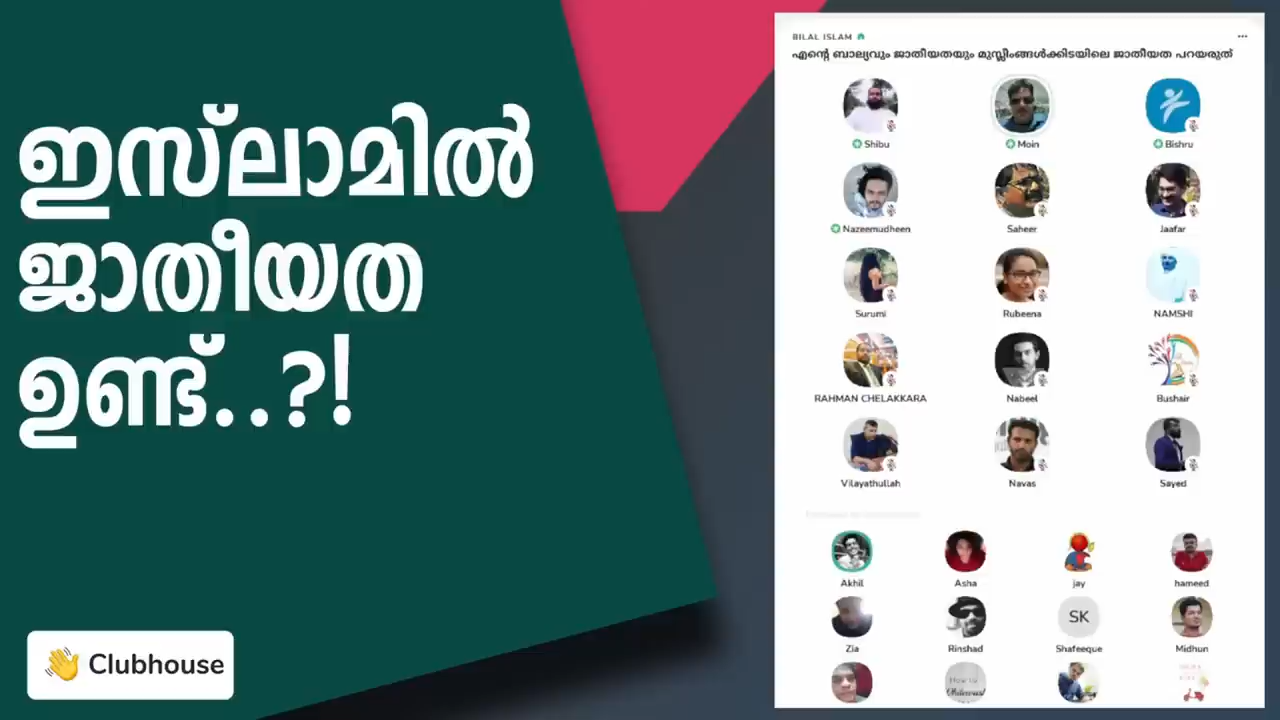 ഇസ്‌ലാമിൽ
ജാതീയത
ഉണ്ട്..?!
Clubhouse
BILAL ISLAM
എന്റെ ബാല്യവും ജാതീയതയും മുസ്ലീംങ്ങൾക്കിടയിലെ ജാതീയത പറയരുത്
Shibu Moin Bishru
Nazeemudheen Saheer Jaafar
Surumi Rubeena NAMSHI
RAHMAN CHELAKKARA Nabeel Bushair
Vilayathullah Navas Sayed
Akhil Asha jay hameed
SK
Zia Rinshad Shafeeque Midhun